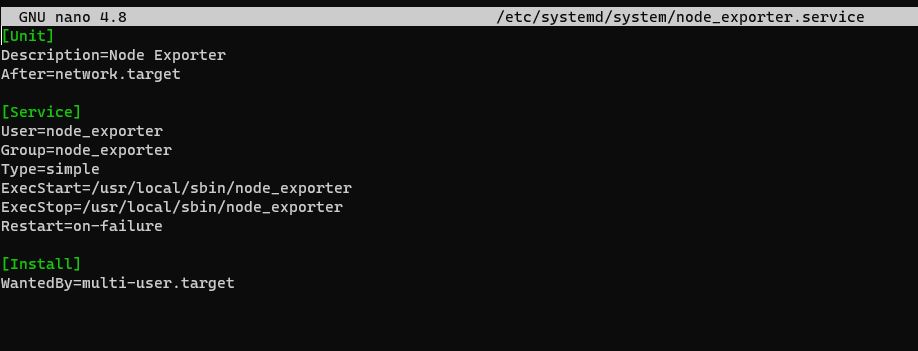 GNU nano 4.8 /etc/systemd/system/node_exporter.service
[Unit]
Description=Node Exporter
After=network.target
[Service]
User=node_exporter
Group=node_exporter
Type=simple
ExecStart=/usr/local/sbin/node_exporter
ExecStop=/usr/local/sbin/node_exporter
Restart=on-failure
[Install]
WantedBy=multi-user.target